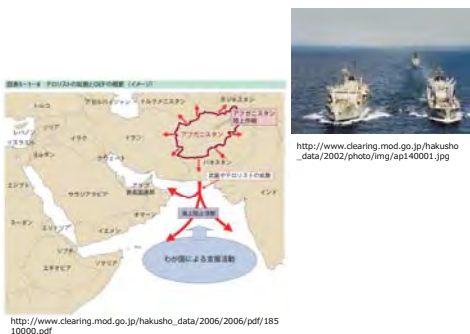 図表5-1-8 テロリストの拡散とOEFの概要（イメージ）
トルコ
アゼルバイジャン
トルクメニスタン
タジキスタン
アフガニスタン
陸上作戦
シリア
レバノン
イスラエル
イラク
イラン
アフガニスタン
ヨルダン
クウェート
パキスタン
武器やテロリストの拡散
エジプト
サウジアラビア
アラブ
首長国連邦
インド
海上阻止活動
オマーン
スーダン
エリトリア
イエメン
ジブチ
わが国による支援活動
エチオピア
ソマリア
http://www.clearing.mod.go.jp/hakusho_data/2006/2006/pdf/185
10000.pdf
http://www.clearing.mod.go.jp/hakusho
_data/2002/photo/img/ap140001.jpg